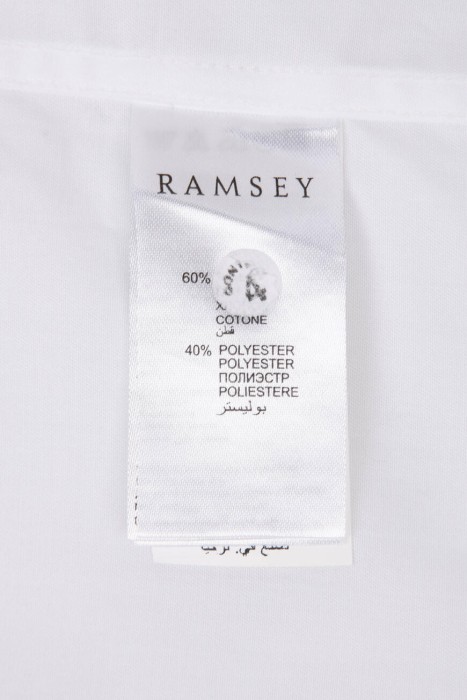 RAMSEY
60%
COTONE
قطن
40% POLYESTER
POLYESTER
ПОЛИЭСТР
POLIESTERE
بوليستر